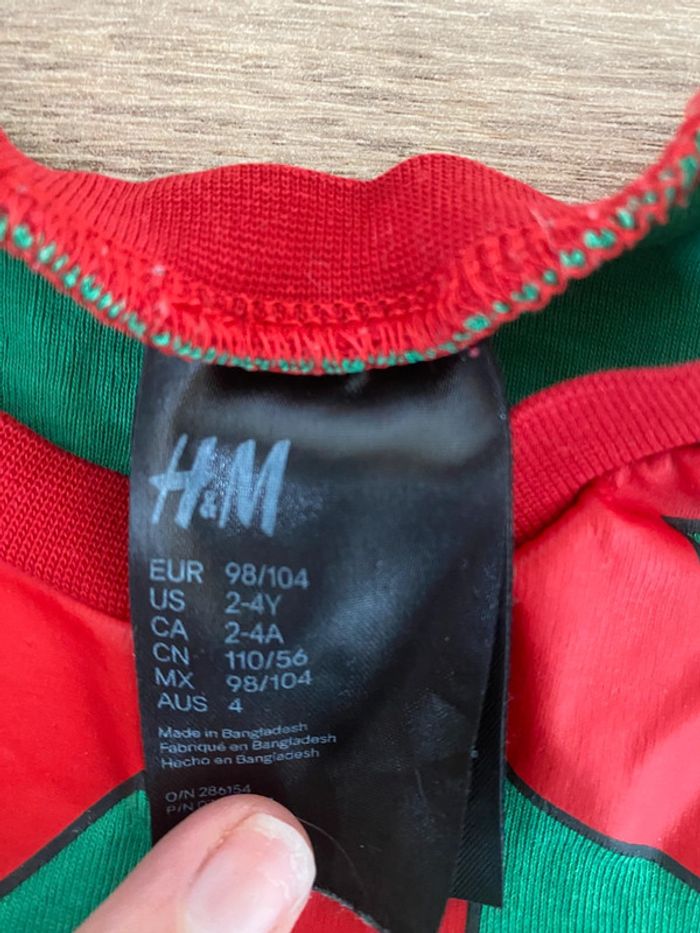 H&M
EUR 98/104
US 2-4Y
CA 2-4A
CN 110/56
MX 98/104
AUS 4
Made in Bangladesh
Fabriqué en Bangladesh
Hecho en Bangladesh
O/N 286154
P/N